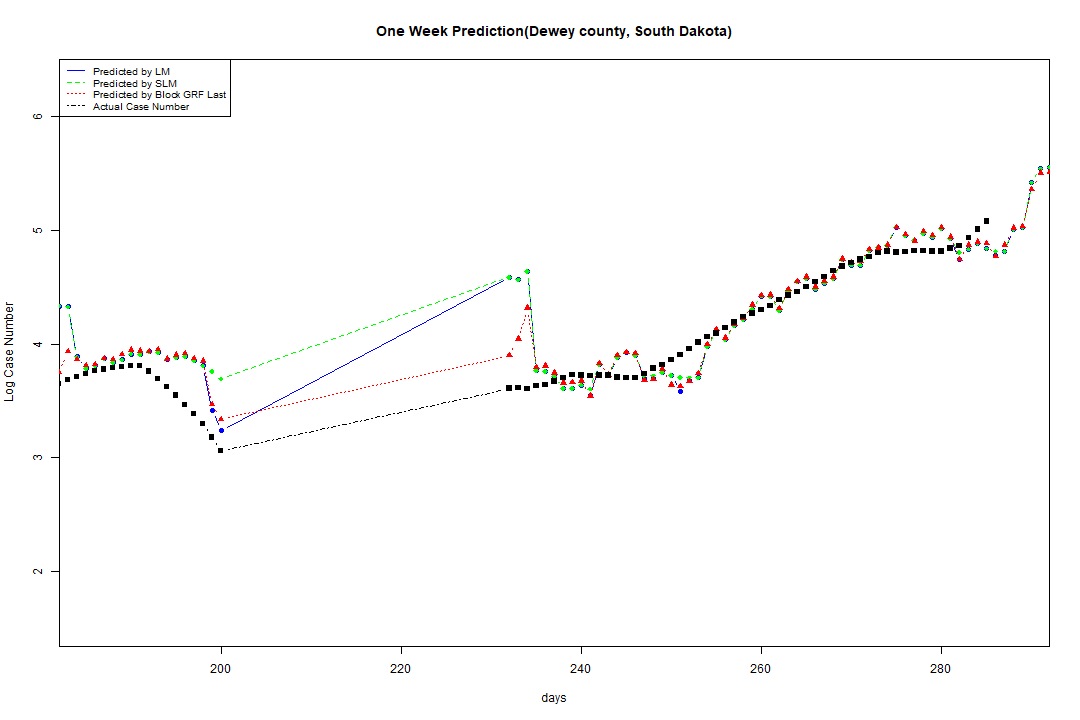 One Week Prediction(Dewey county, South Dakota)
Predicted by LM
Predicted by SLM
Predicted by Block GRF Last
Actual Case Number
6
5
4
3
2
Log Case Number
200
220
240
260
280
days